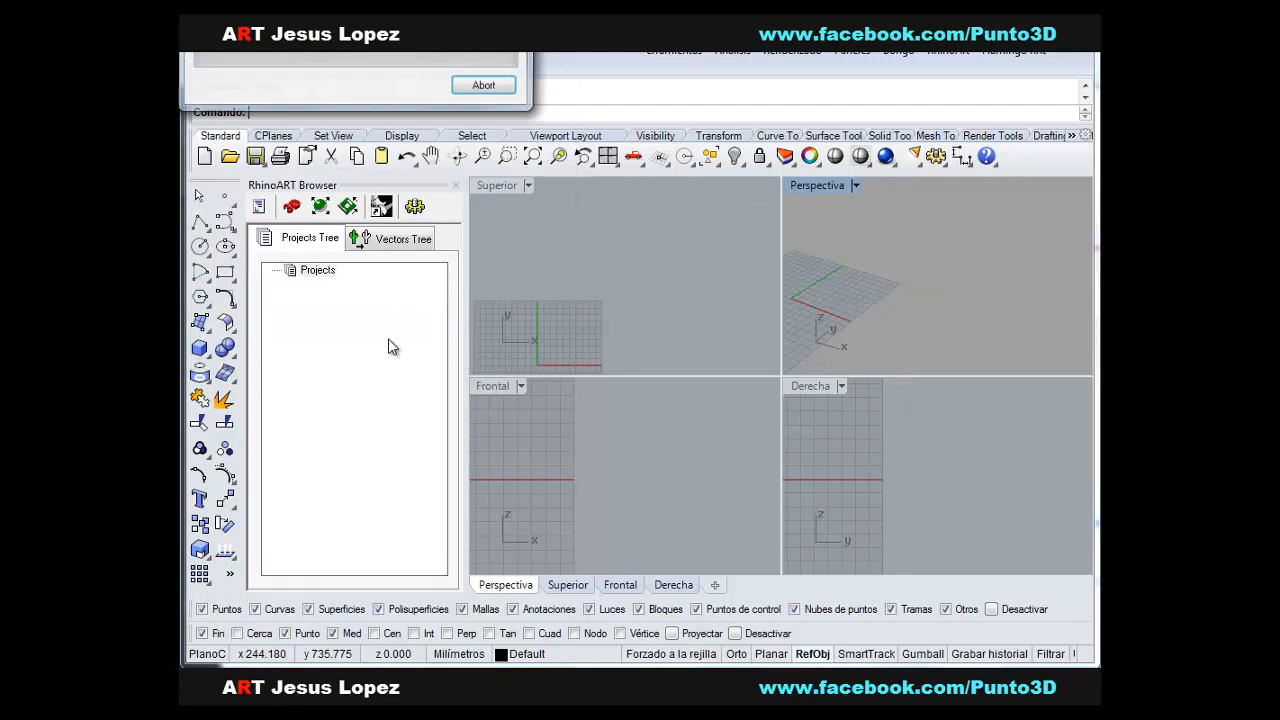 ART Jesus Lopez
www.facebook.com/Punto3D
Abort
Comando:
Standard
CPlanes
Set View
Display
Select
Viewport Layout
Visibility
Transform
Curve To
Surface Tool
Solid Too
Mesh To
Render Tools
Drafting
RhinoART Browser
Projects Tree
Vectors Tree
Projects
Superior
y
x
Perspectiva
z
y
x
Frontal
z
x
Derecha
z
y
Perspectiva
Superior
Frontal
Derecha
Puntos
Curvas
Superficies
Polisuperficies
Mallas
Anotaciones
Luces
Bloques
Puntos de control
Nubes de puntos
Tramas
Otros
Desactivar
Fin
Cerca
Punto
Med
Cen
Int
Perp
Tan
Cuad
Nodo
Vértice
Proyectar
Desactivar
PlanoC
x 244.180
y 735.775
z 0.000
Milímetros
Default
Forzado a la rejilla
Orto
Planar
RefObj
SmartTrack
Gumball
Grabar historial
Filtrar
ART Jesus Lopez
www.facebook.com/Punto3D